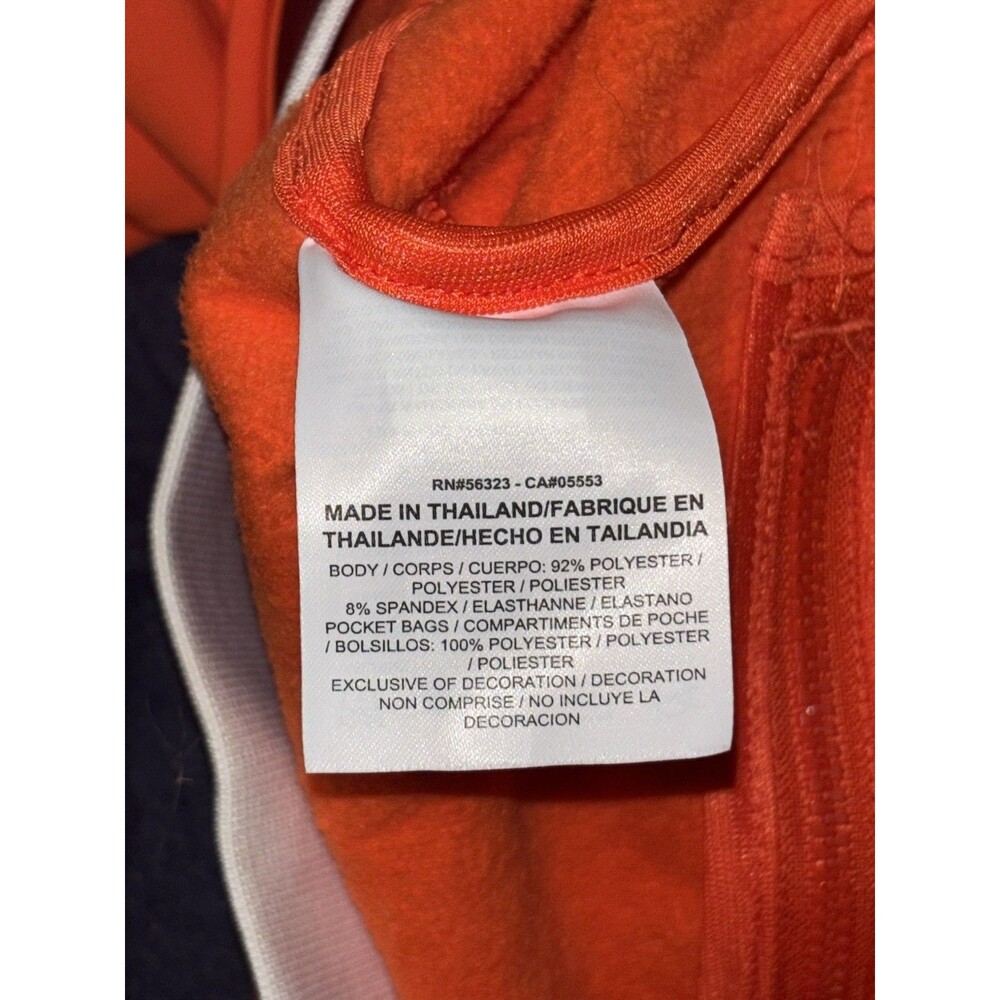 RN#56323 - CA#05553
MADE IN THAILAND/FABRIQUE EN
THAILANDE/HECHO EN TAILANDIA
BODY / CORPS / CUERPO: 92% POLYESTER /
POLYESTER / POLIESTER
8% SPANDEX / ELASTHANNE / ELASTANO
POCKET BAGS / COMPARTIMENTS DE POCHE
/ BOLSILLOS: 100% POLYESTER / POLYESTER
/ POLIESTER
EXCLUSIVE OF DECORATION / DECORATION
NON COMPRISE / NO INCLUYE LA
DECORACION